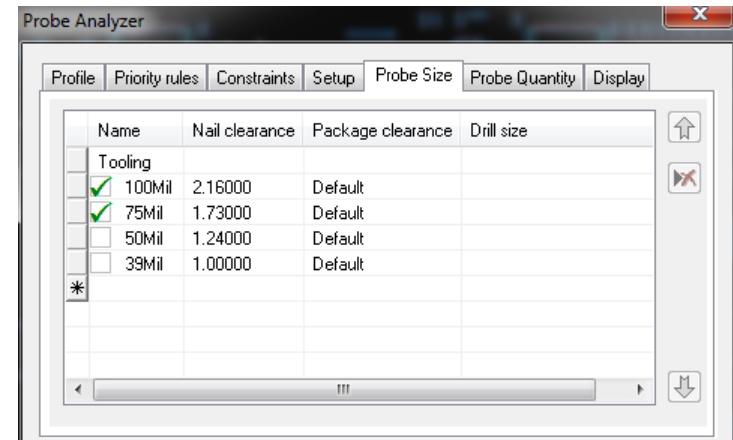 Probe Analyzer
Profile Priority rules Constraints Setup Probe Size Probe Quantity Display
Name Nail clearance Package clearance Drill size
Tooling
100Mil 2.16000 Default
75Mil 1.73000 Default
50Mil 1.24000 Default
39Mil 1.00000 Default